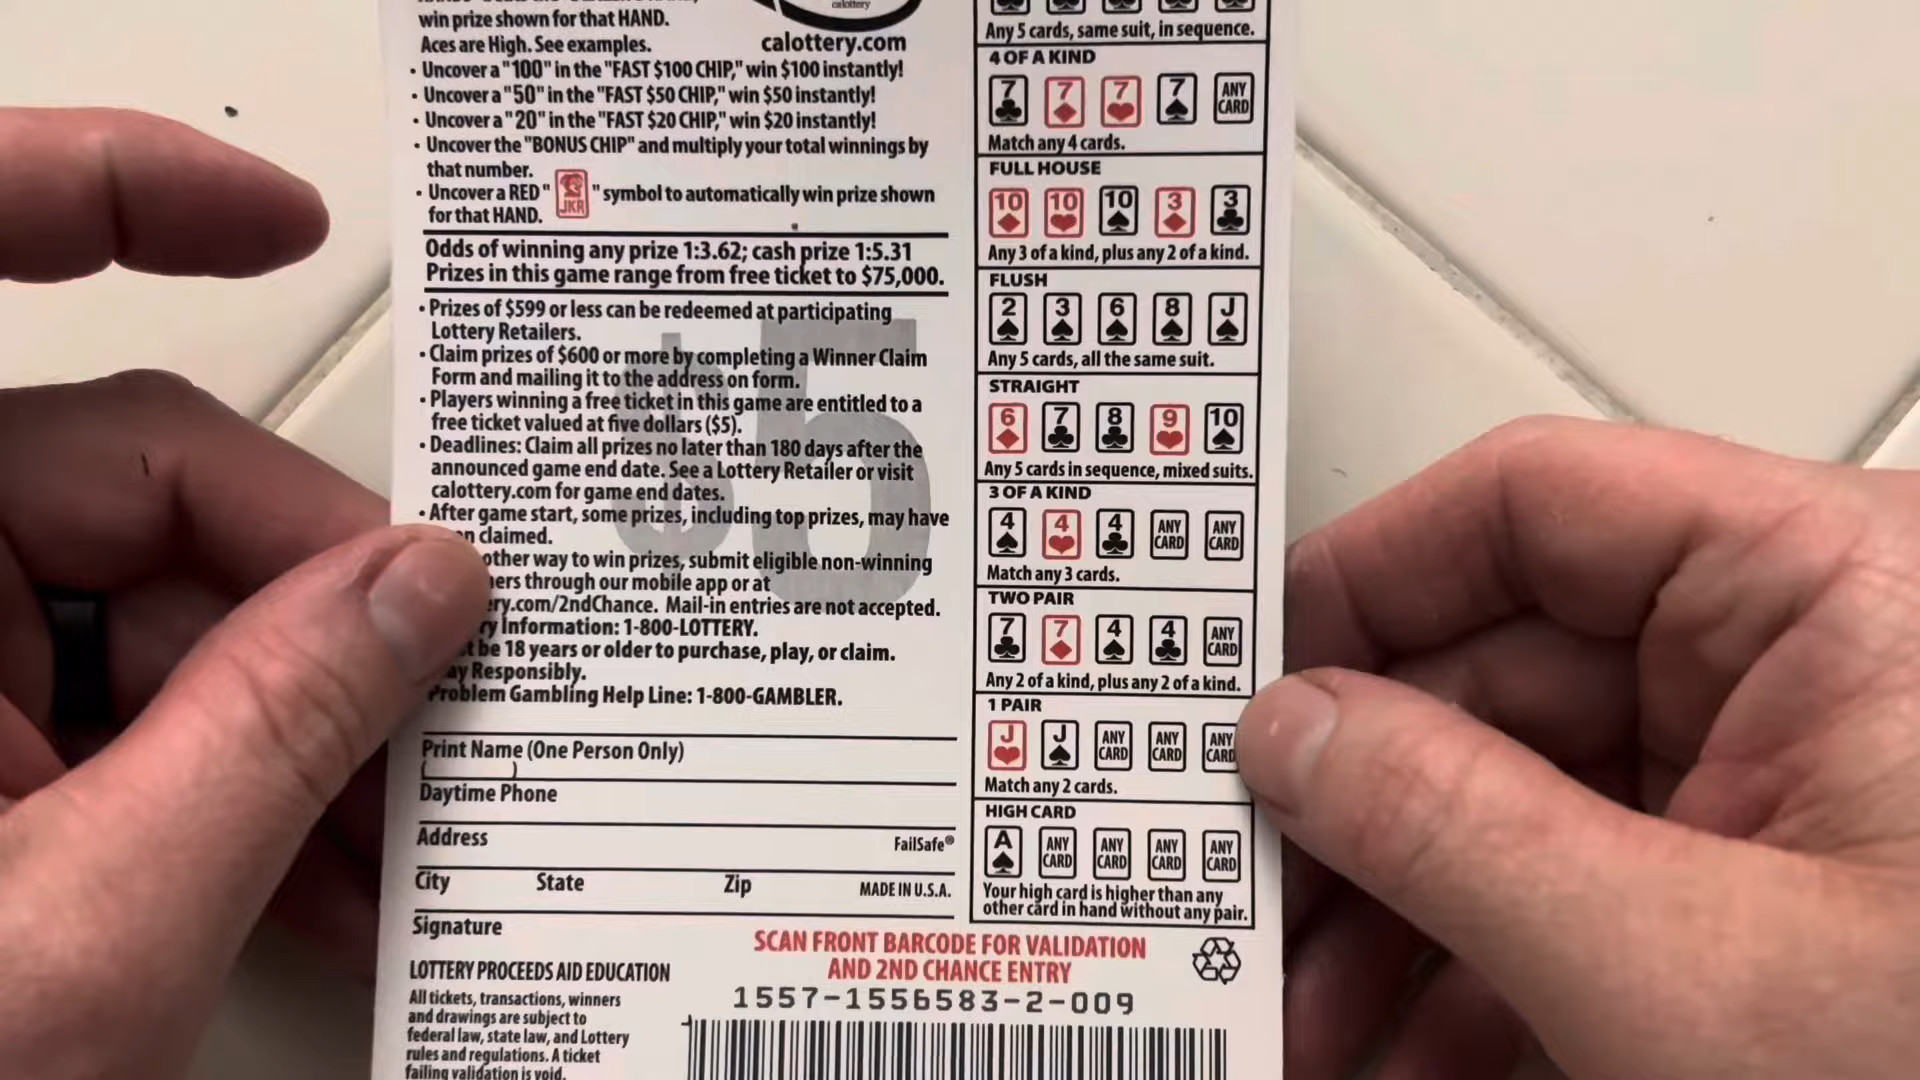 win prize shown for that HAND.
Aces are High. See examples.
calottery
calottery.com
• Uncover a "100" in the "FAST $100 CHIP," win $100 instantly!
• Uncover a "50" in the "FAST $50 CHIP," win $50 instantly!
• Uncover a "20" in the "FAST $20 CHIP," win $20 instantly!
• Uncover the "BONUS CHIP" and multiply your total winnings by
that number.
• Uncover a RED " JKR " symbol to automatically win prize shown
for that HAND.
Odds of winning any prize 1:3.62; cash prize 1:5.31
Prizes in this game range from free ticket to $75,000.
$5
• Prizes of $599 or less can be redeemed at participating
Lottery Retailers.
• Claim prizes of $600 or more by completing a Winner Claim
Form and mailing it to the address on form.
• Players winning a free ticket in this game are entitled to a
free ticket valued at five dollars ($5).
• Deadlines: Claim all prizes no later than 180 days after the
announced game end date. See a Lottery Retailer or visit
calottery.com for game end dates.
• After game start, some prizes, including top prizes, may have
n claimed.
other way to win prizes, submit eligible non-winning
ers through our mobile app or at
ry.com/2ndChance. Mail-in entries are not accepted.
ry Information: 1-800-LOTTERY.
t be 18 years or older to purchase, play, or claim.
ay Responsibly.
Problem Gambling Help Line: 1-800-GAMBLER.
Print Name (One Person Only)
( )
Daytime Phone
Address FailSafe®
City State Zip MADE IN U.S.A.
Signature
LOTTERY PROCEEDS AID EDUCATION
All tickets, transactions, winners
and drawings are subject to
federal law, state law, and Lottery
rules and regulations. A ticket
failing validation is void.
Any 5 cards, same suit, in sequence.
4 OF A KIND
7 7 7 7 ANY CARD
Match any 4 cards.
FULL HOUSE
10 10 10 3 3
Any 3 of a kind, plus any 2 of a kind.
FLUSH
2 3 6 8 J
Any 5 cards, all the same suit.
STRAIGHT
6 7 8 9 10
Any 5 cards in sequence, mixed suits.
3 OF A KIND
4 4 4 ANY CARD ANY CARD
Match any 3 cards.
TWO PAIR
7 7 4 4 ANY CARD
Any 2 of a kind, plus any 2 of a kind.
1 PAIR
J J ANY CARD ANY CARD ANY CARD
Match any 2 cards.
HIGH CARD
A ANY CARD ANY CARD ANY CARD ANY CARD
Your high card is higher than any
other card in hand without any pair.
SCAN FRONT BARCODE FOR VALIDATION
AND 2ND CHANCE ENTRY
1557-1556583-2-009